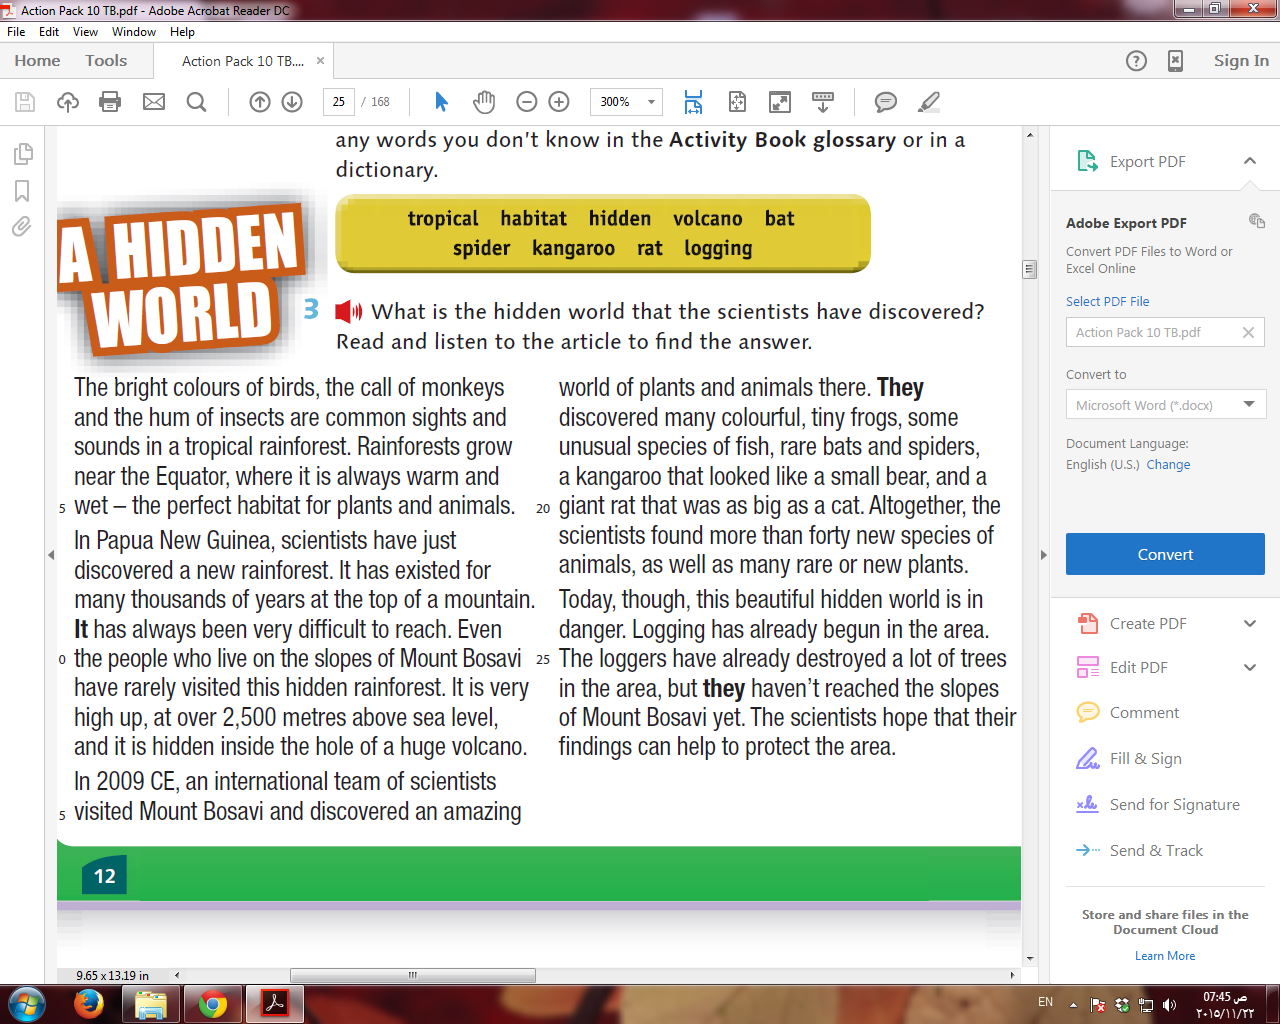 Action Pack 10 TB.pdf - Adobe Acrobat Reader DC
File Edit View Window Help
Home Tools Action Pack 10 TB.... × Sign In
25 / 168 300%
any words you don't know in the Activity Book glossary or in a
dictionary.
tropical habitat hidden volcano bat
spider kangaroo rat logging
A HIDDEN
WORLD
3 What is the hidden world that the scientists have discovered?
Read and listen to the article to find the answer.
The bright colours of birds, the call of monkeys
and the hum of insects are common sights and
sounds in a tropical rainforest. Rainforests grow
near the Equator, where it is always warm and
5 wet – the perfect habitat for plants and animals.
In Papua New Guinea, scientists have just
discovered a new rainforest. It has existed for
many thousands of years at the top of a mountain.
It has always been very difficult to reach. Even
0 the people who live on the slopes of Mount Bosavi
have rarely visited this hidden rainforest. It is very
high up, at over 2,500 metres above sea level,
and it is hidden inside the hole of a huge volcano.
In 2009 CE, an international team of scientists
5 visited Mount Bosavi and discovered an amazing
world of plants and animals there. They
discovered many colourful, tiny frogs, some
unusual species of fish, rare bats and spiders,
a kangaroo that looked like a small bear, and a
20 giant rat that was as big as a cat. Altogether, the
scientists found more than forty new species of
animals, as well as many rare or new plants.
Today, though, this beautiful hidden world is in
danger. Logging has already begun in the area.
25 The loggers have already destroyed a lot of trees
in the area, but they haven't reached the slopes
of Mount Bosavi yet. The scientists hope that their
findings can help to protect the area.
12
9.65 x 13.19 in
Export PDF
Adobe Export PDF
Convert PDF Files to Word or
Excel Online
Select PDF File
Action Pack 10 TB.pdf
Convert to
Microsoft Word (*.docx)
Document Language:
English (U.S.) Change
Convert
Create PDF
Edit PDF
Comment
Fill & Sign
Send for Signature
Send & Track
Store and share files in the
Document Cloud
Learn More
EN
07:45 ص
٢٠١٥/١١/٢٢